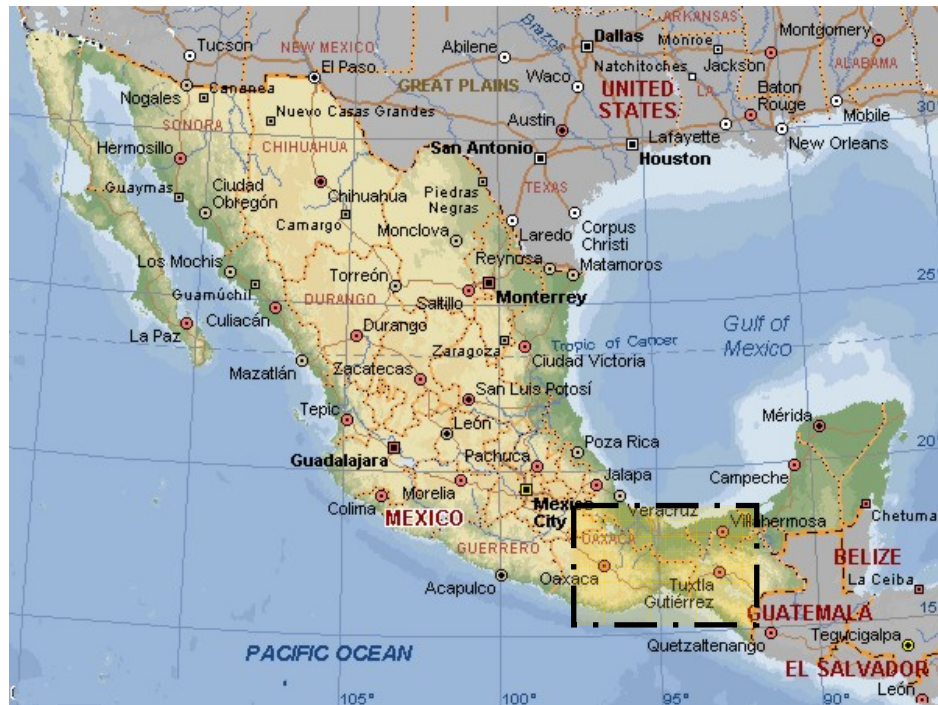 ARKANSAS
Tucson
NEW MEXICO
Abilene
Brazos
Dallas
Monroe
Montgomery
El Paso
GREAT PLAINS
Waco
Natchitoches
Jackson
ALABAMA
Nogales
Cananea
UNITED
STATES
LA
Baton
Rouge
Nuevo Casas Grandes
Mobile
30
SONORA
Austin
Lafayette
New Orleans
Hermosillo
CHIHUAHUA
San Antonio
Houston
Guaymas
Ciudad
Obregón
Chihuahua
Piedras
Negras
TEXAS
Camargo
Monclova
Laredo
Corpus
Christi
Los Mochis
Reynosa
Matamoros
Torreón
25
Guamúchil
DURANGO
Saltillo
Monterrey
La Paz
Culiacán
Durango
Gulf of
Mexico
Zaragoza
Tropic of Cancer
Ciudad Victoria
Mazatlán
Zacatecas
San Luis Potosí
Tepic
León
Mérida
Poza Rica
20
Guadalajara
Pachuca
Jalapa
Campeche
Colima
Morelia
Mexico
City
Veracruz
MEXICO
Villahermosa
Chetuma
GUERRERO
OAXACA
BELIZE
Acapulco
Oaxaca
Tuxtla
Gutiérrez
La Ceiba
GUATEMALA
15
Quetzaltenango
Tegucigalpa
PACIFIC OCEAN
EL SALVADOR
León
105°
100°
95°
90°